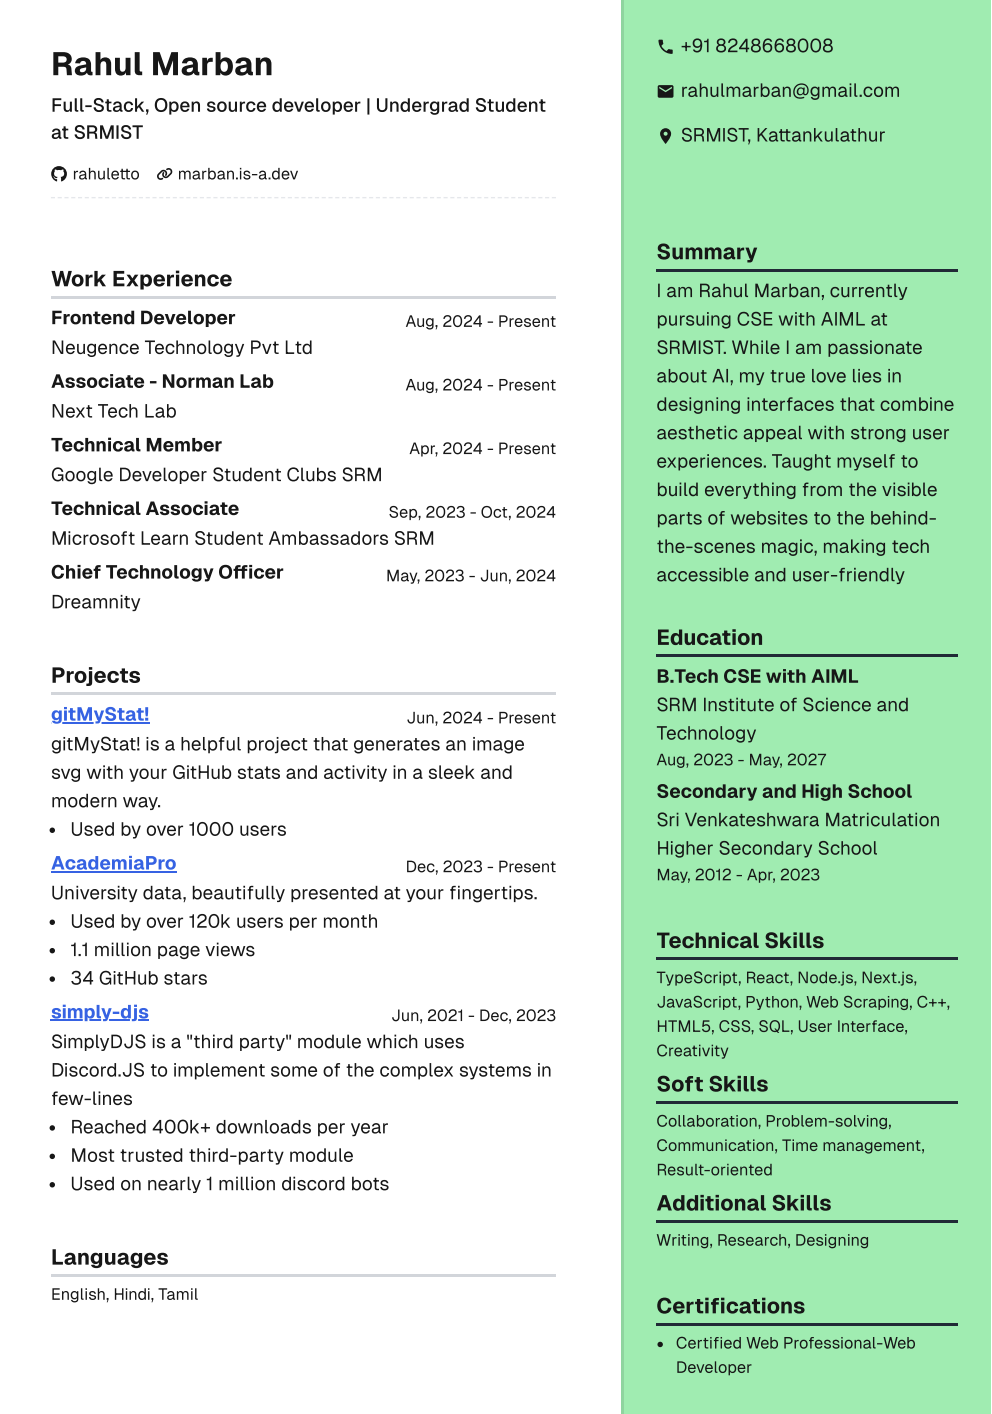 Rahul Marban
Full-Stack, Open source developer | Undergrad Student
at SRMIST
rahuletto marban.is-a.dev
Work Experience
Frontend Developer Aug, 2024 - Present
Neugence Technology Pvt Ltd
Associate - Norman Lab Aug, 2024 - Present
Next Tech Lab
Technical Member Apr, 2024 - Present
Google Developer Student Clubs SRM
Technical Associate Sep, 2023 - Oct, 2024
Microsoft Learn Student Ambassadors SRM
Chief Technology Officer May, 2023 - Jun, 2024
Dreamnity
Projects
gitMyStat! Jun, 2024 - Present
gitMyStat! is a helpful project that generates an image
svg with your GitHub stats and activity in a sleek and
modern way.
• Used by over 1000 users
AcademiaPro Dec, 2023 - Present
University data, beautifully presented at your fingertips.
• Used by over 120k users per month
• 1.1 million page views
• 34 GitHub stars
simply-djs Jun, 2021 - Dec, 2023
SimplyDJS is a "third party" module which uses
Discord.JS to implement some of the complex systems in
few-lines
• Reached 400k+ downloads per year
• Most trusted third-party module
• Used on nearly 1 million discord bots
Languages
English, Hindi, Tamil
+91 8248668008
rahulmarban@gmail.com
SRMIST, Kattankulathur
Summary
I am Rahul Marban, currently
pursuing CSE with AIML at
SRMIST. While I am passionate
about AI, my true love lies in
designing interfaces that combine
aesthetic appeal with strong user
experiences. Taught myself to
build everything from the visible
parts of websites to the behind-
the-scenes magic, making tech
accessible and user-friendly
Education
B.Tech CSE with AIML
SRM Institute of Science and
Technology
Aug, 2023 - May, 2027
Secondary and High School
Sri Venkateshwara Matriculation
Higher Secondary School
May, 2012 - Apr, 2023
Technical Skills
TypeScript, React, Node.js, Next.js,
JavaScript, Python, Web Scraping, C++,
HTML5, CSS, SQL, User Interface,
Creativity
Soft Skills
Collaboration, Problem-solving,
Communication, Time management,
Result-oriented
Additional Skills
Writing, Research, Designing
Certifications
• Certified Web Professional-Web
Developer